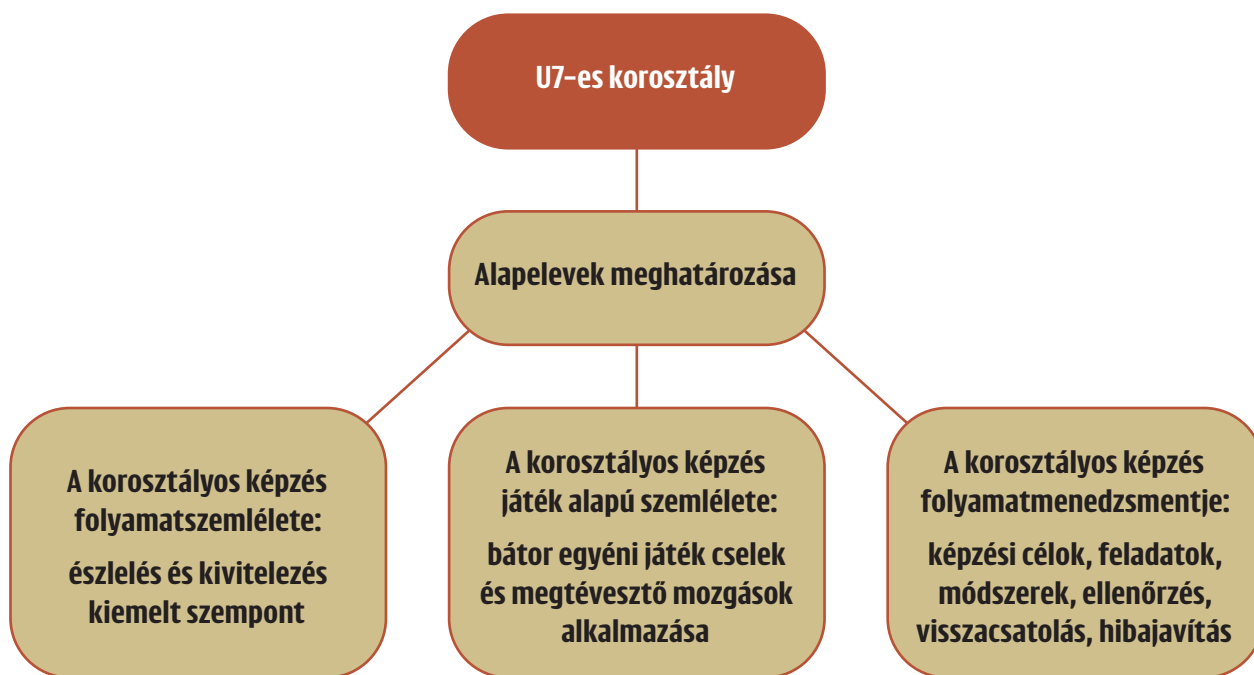 U7-es korosztály
Alapelevek meghatározása
A korosztályos képzés
folyamatszemlélete:
észlelés és kivitelezés
kiemelt szempont
A korosztályos képzés
játék alapú szemlélete:
bátor egyéni játék cselek
és megtévesztő mozgások
alkalmazása
A korosztályos képzés
folyamatmenedzsmentje:
képzési célok, feladatok,
módszerek, ellenőrzés,
visszacsatolás, hibajavítás